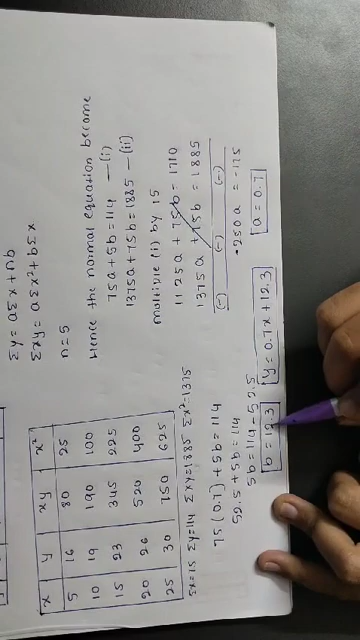 Σy = aΣx + nb
Σxy = aΣx² + bΣx
n = 5
x y xy x²
5 16 80 25
10 19 190 100
15 23 345 225
20 26 520 400
25 30 750 625
Σx=75 Σy=114 Σxy=1885 Σx²=1375
Hence the normal equation become
75a + 5b = 114 —(i)
1375a + 75b = 1885 —(ii)
multiple (i) by 15
1125a + 75b = 1710
1375a + 75b = 1885
(-) (-) (-)
-250a = -175
a = 0.7
75(0.7) + 5b = 114
52.5 + 5b = 114
5b = 114 - 52.5
b = 12.3
y = 0.7x + 12.3